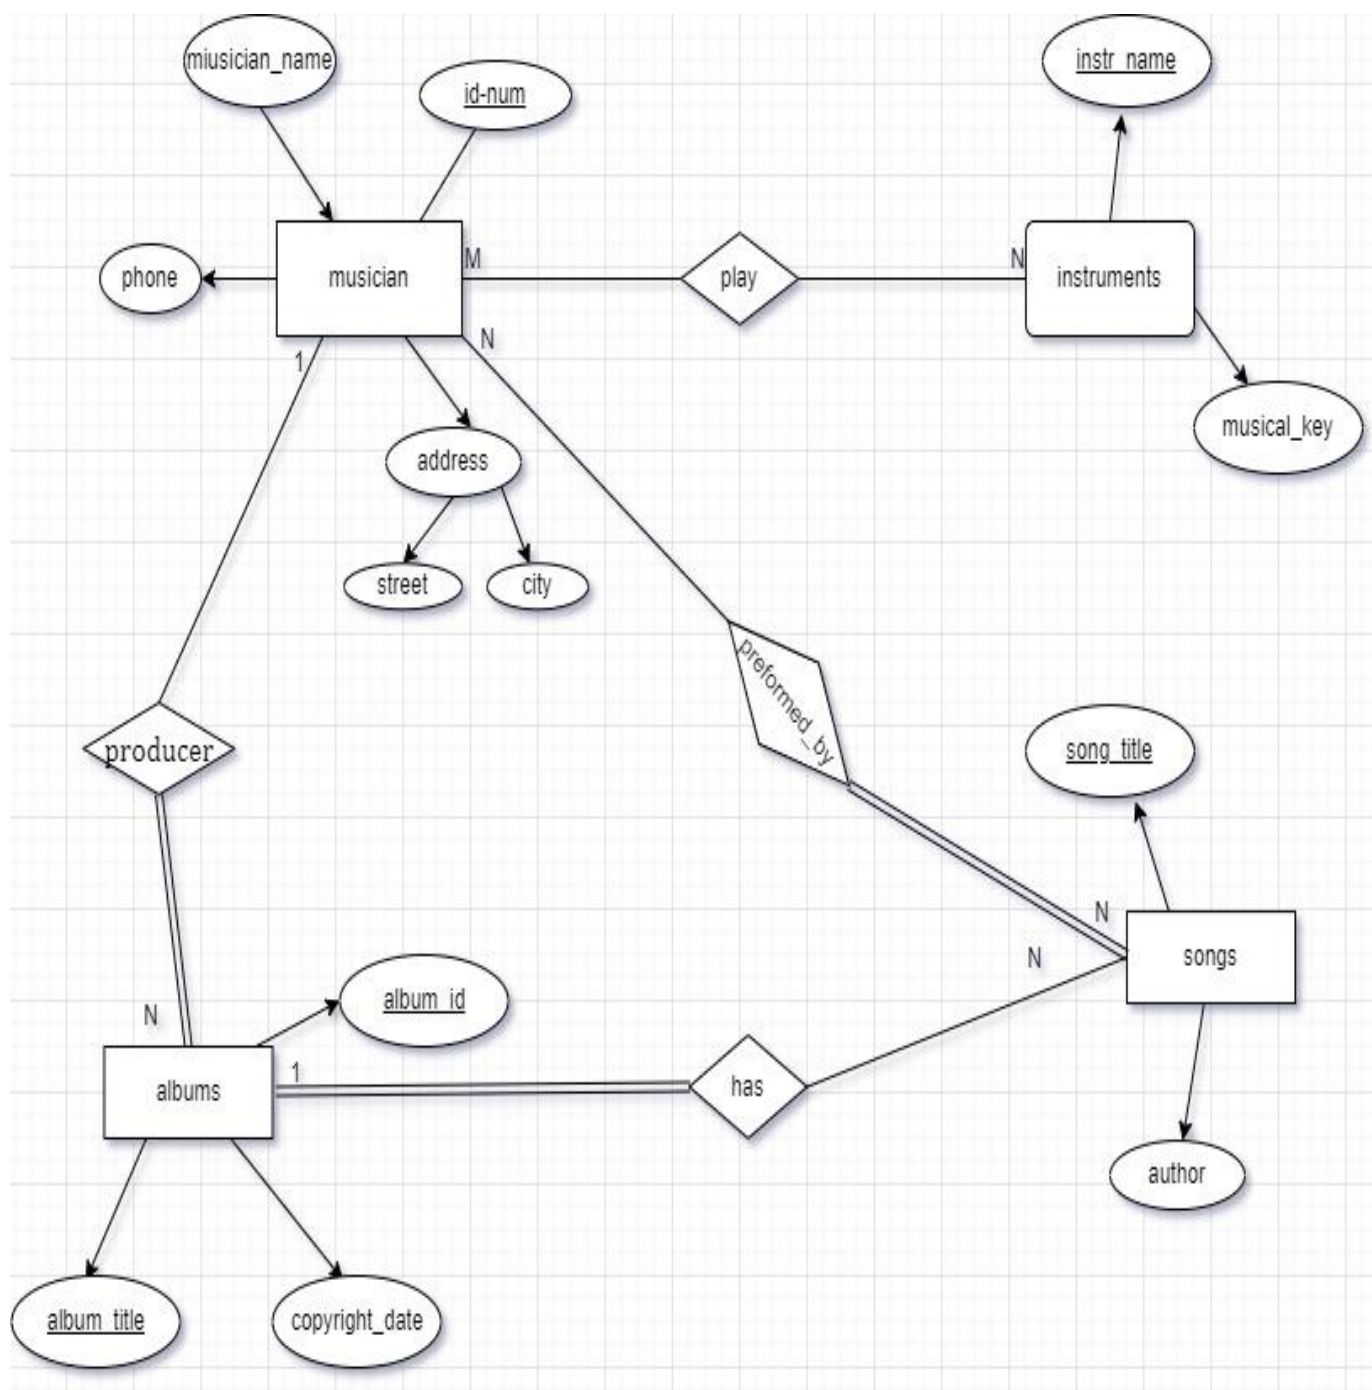 miusician_name
instr_name
id-num
phone
musician
M
play
N
instruments
N
1
musical_key
address
street
city
preformed_by
producer
song_title
N
songs
N
album_id
N
1
albums
has
author
album_title
copyright_date